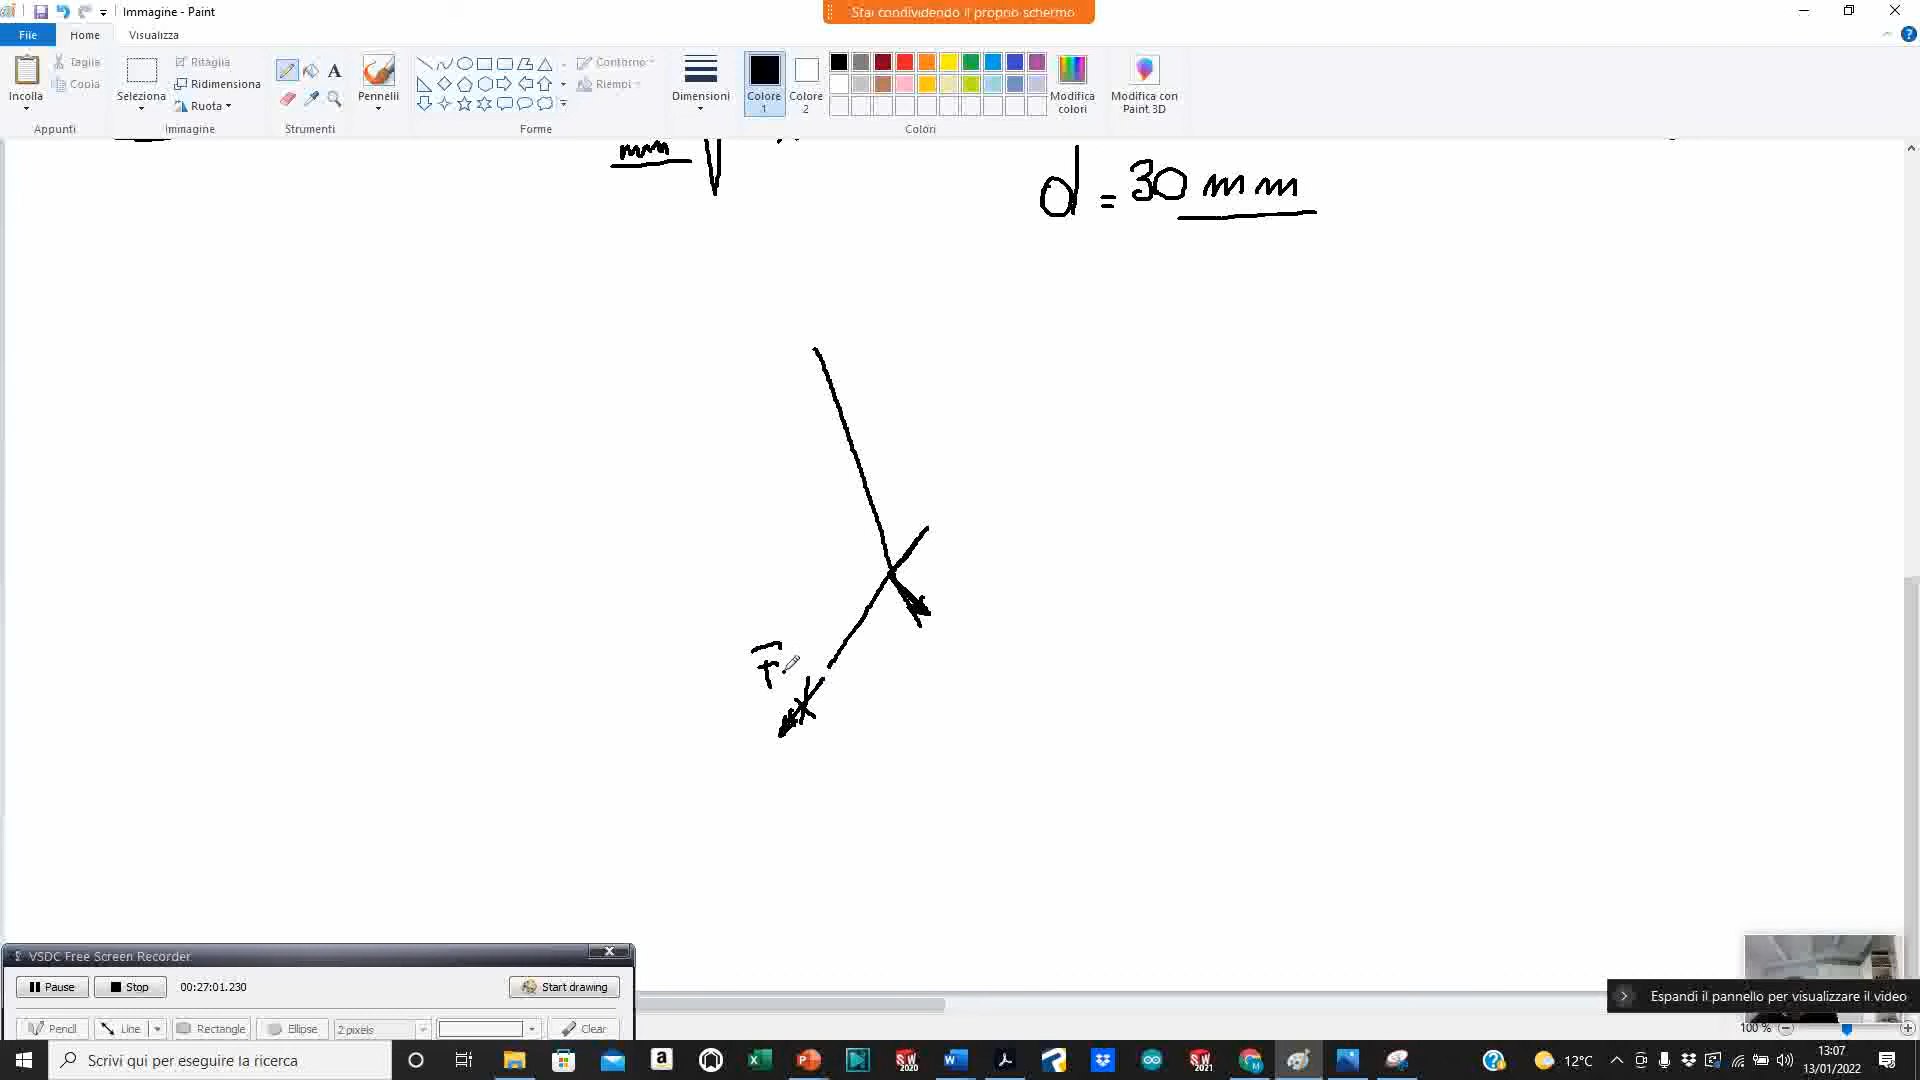 Immagine - Paint
Stai condividendo il proprio schermo
File
Home
Visualizza
Incolla
Taglia
Copia
Appunti
Seleziona
Ritaglia
Ridimensiona
Ruota
Immagine
Strumenti
Pennelli
Contorno
Riempi
Forme
Dimensioni
Colore 1
Colore 2
Modifica colori
Modifica con Paint 3D
Colori
mm
d = 30 mm
F
VSDC Free Screen Recorder
Pause
Stop
00:27:01.230
Start drawing
Pencil
Line
Rectangle
Ellipse
2 pixels
Clear
Espandi il pannello per visualizzare il video
100 %
Scrivi qui per eseguire la ricerca
SW 2020
SW 2021
12°C
13:07
13/01/2022